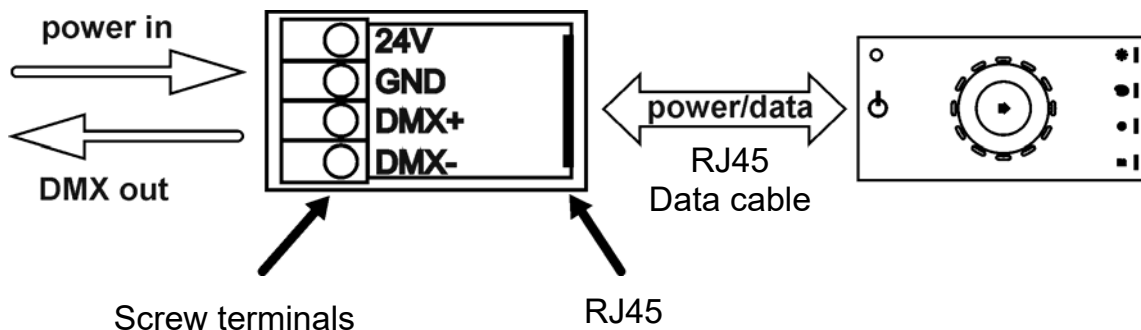 power in
DMX out
24V
GND
DMX+
DMX-
power/data
RJ45
Data cable
Screw terminals
RJ45